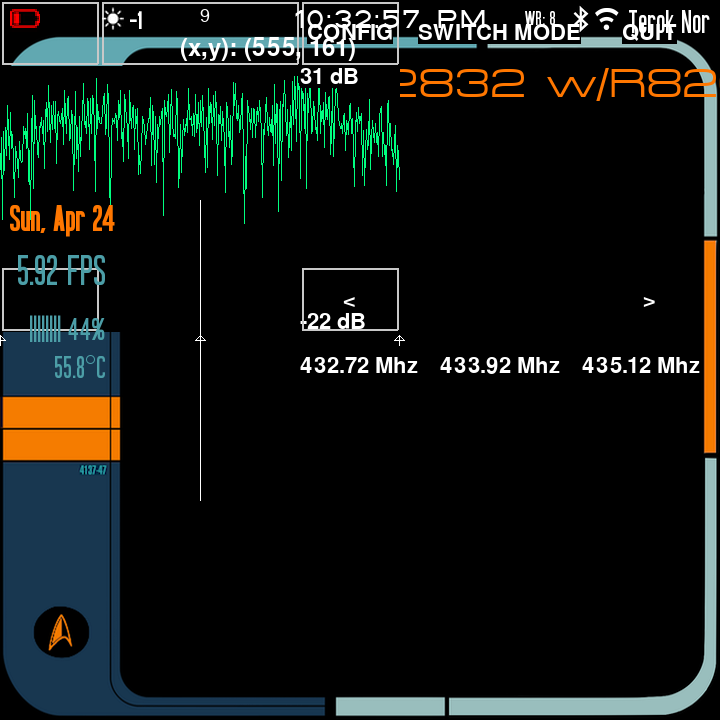 -1
9
10:32:57 PM
WB: 8
Terok Nor
CONFIG
SWITCH MODE
QUIT
(x,y): (555, 161)
31 dB
2832 w/R82
Sun, Apr 24
5.92 FPS
<
>
-22 dB
44%
55.8°C
432.72 Mhz
433.92 Mhz
435.12 Mhz
4137-47